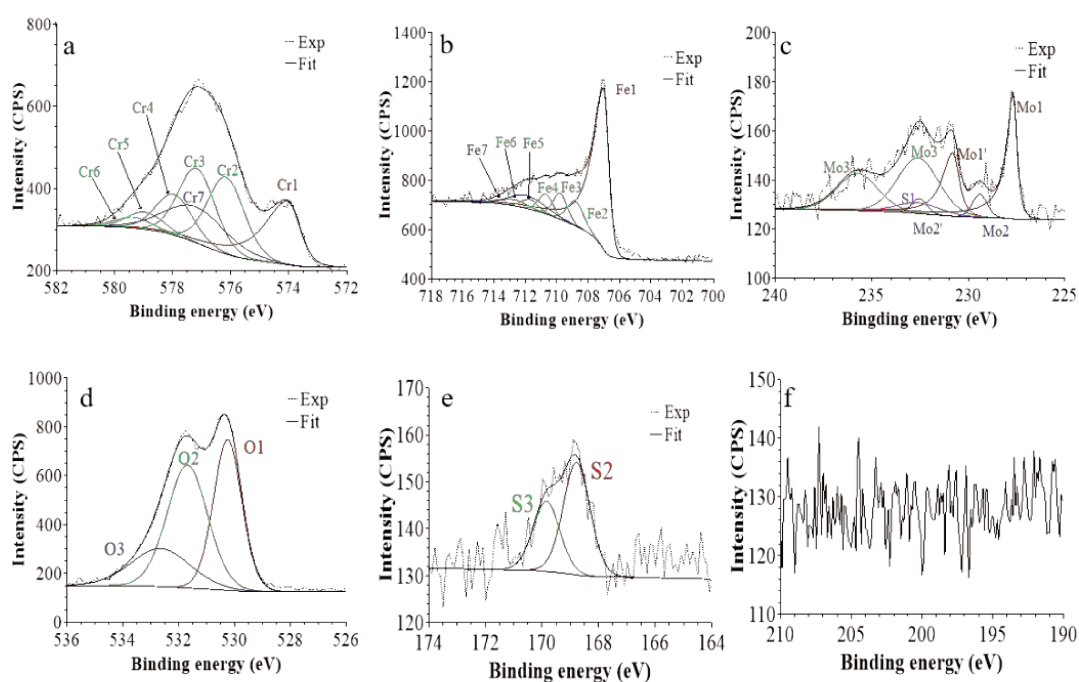 a
800
600
400
200
Intensity (CPS)
Exp
Fit
Cr4
Cr5
Cr6
Cr3
Cr2
Cr7
Cr1
582 580 578 576 574 572
Binding energy (eV)
b
1400
1200
1000
800
600
400
Intensity (CPS)
Exp
Fit
Fe1
Fe7
Fe6
Fe5
Fe4
Fe3
Fe2
718 716 714 712 710 708 706 704 702 700
Binding energy (eV)
c
200
180
160
140
120
100
Intensity (CPS)
Exp
Fit
Mo1
Mo3'
Mo3
Mo1'
S1
Mo2'
Mo2
240 235 230 225
Bingding energy (eV)
d
1000
800
600
400
200
0
Intensity (CPS)
Exp
Fit
O1
O2
O3
536 534 532 530 528 526
Binding energy (eV)
e
170
160
150
140
130
120
Intensity (CPS)
Exp
Fit
S2
S3
174 172 170 168 166 164
Binding energy (eV)
f
150
140
130
120
110
Intensity (CPS)
210 205 200 195 190
Binding energy (eV)